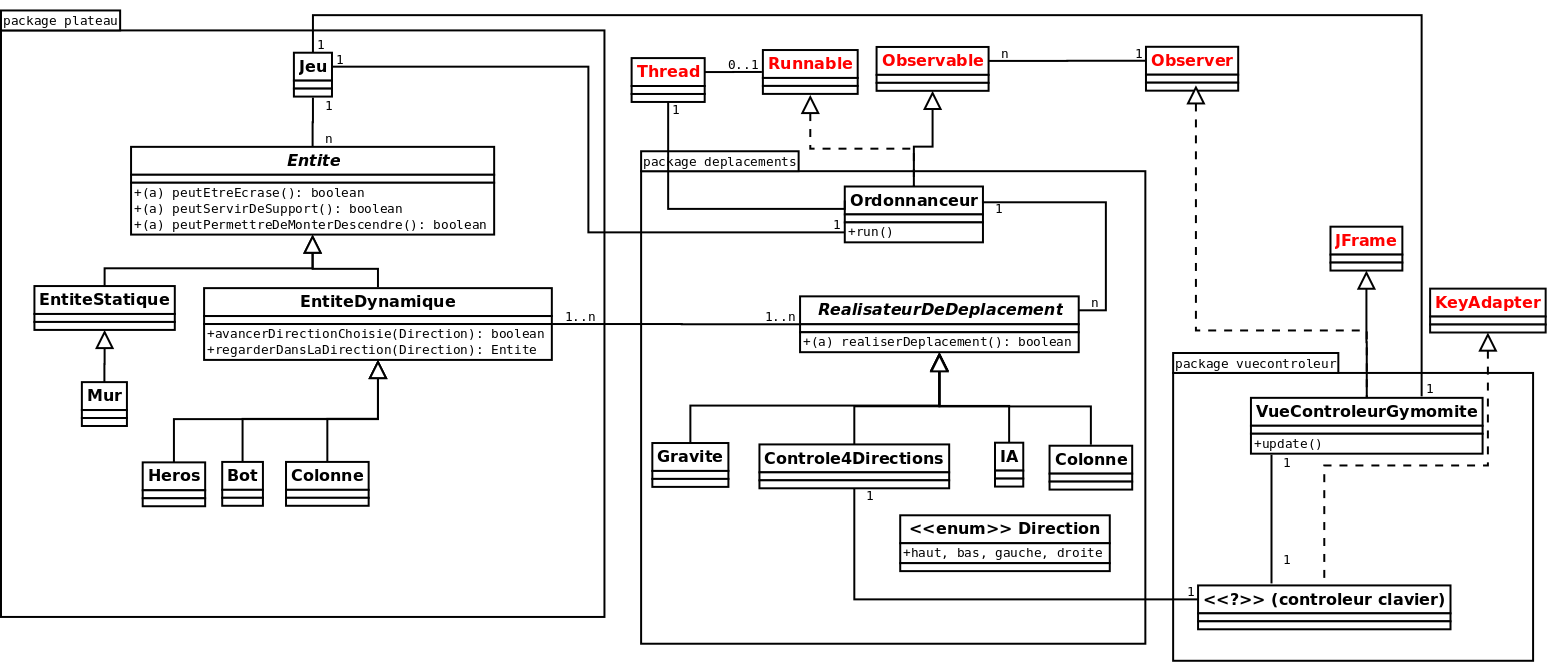 package plateau
1
Jeu
1
1
n
Entite
+(a) peutEtreEcrase(): boolean
+(a) peutServirDeSupport(): boolean
+(a) peutPermettreDeMonterDescendre(): boolean
EntiteStatique
EntiteDynamique
+avancerDirectionChoisie(Direction): boolean
+regarderDansLaDirection(Direction): Entite
1..n
1..n
Mur
Heros
Bot
Colonne
Thread
0..1
Runnable
Observable
n
1
Observer
1
package deplacements
Ordonnanceur
+run()
1
1
RealisateurDeDeplacement
+(a) realiserDeplacement(): boolean
n
Gravite
Controle4Directions
IA
Colonne
1
<<enum>> Direction
+haut, bas, gauche, droite
JFrame
KeyAdapter
package vuecontroleur
1
VueControleurGymomite
+update()
1
1
1
<<?>> (controleur clavier)